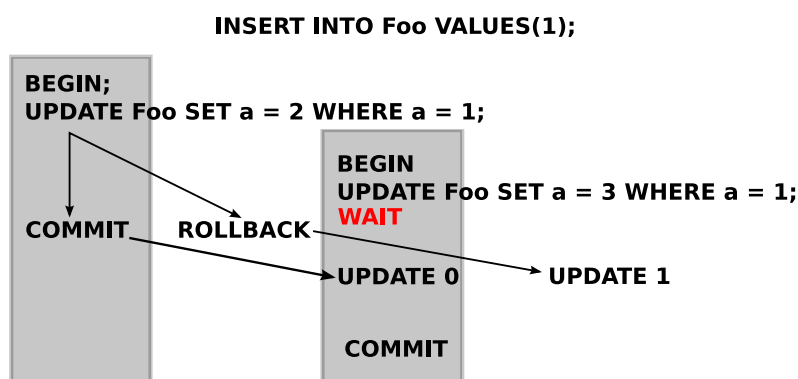 INSERT INTO Foo VALUES(1);
BEGIN;
UPDATE Foo SET a = 2 WHERE a = 1;
BEGIN
UPDATE Foo SET a = 3 WHERE a = 1;
WAIT
COMMIT
ROLLBACK
UPDATE 0
UPDATE 1
COMMIT